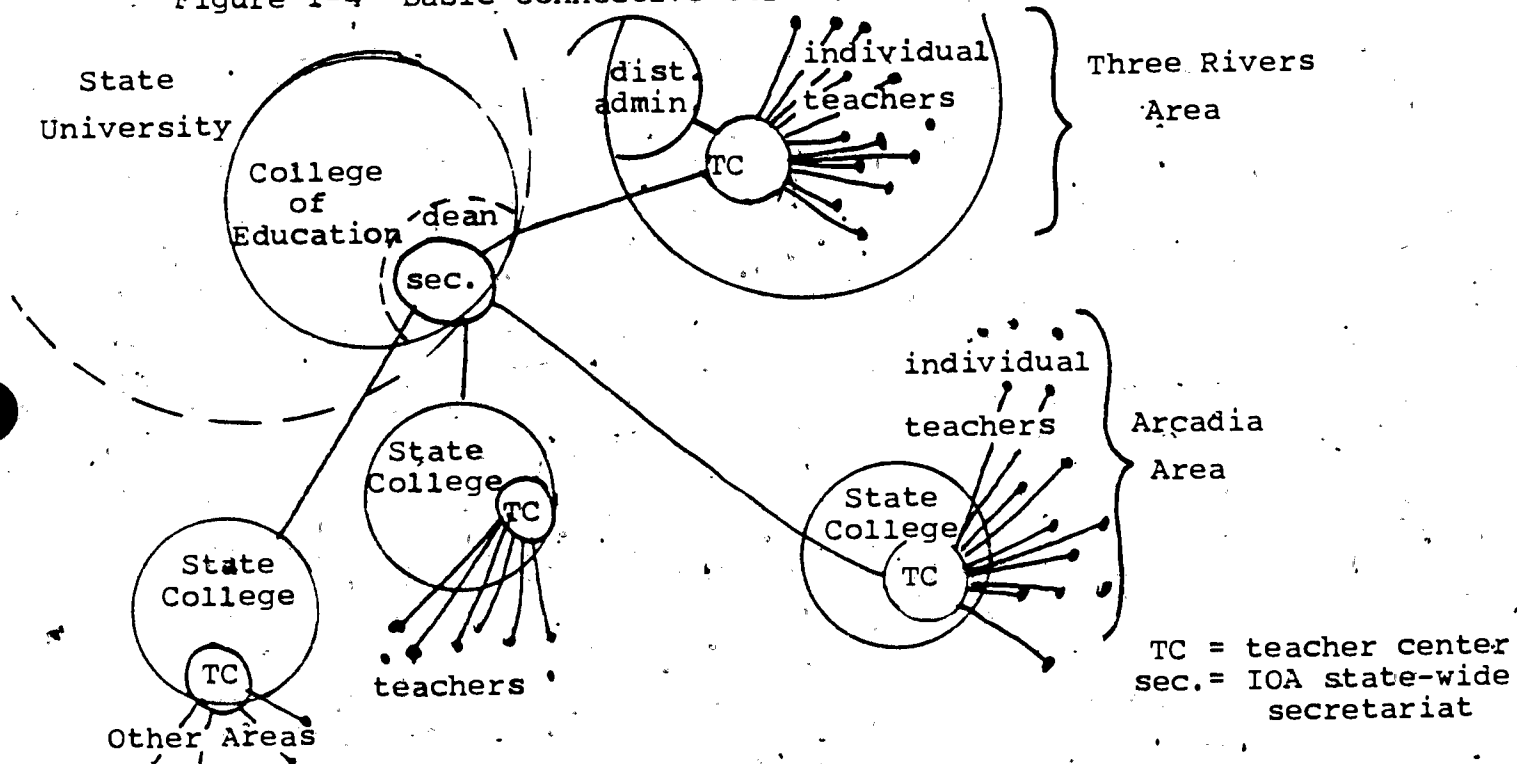 Figure 1-4 Basic Connective
State
University
College
of
Education
dean
sec.
dist.
admin.
TC
individual
teachers
Three Rivers
Area
State
College
TC
teachers
State
College
TC
Other Areas
individual
teachers
State
College
TC
Arcadia
Area
TC = teacher center
sec.= IOA state-wide
secretariat